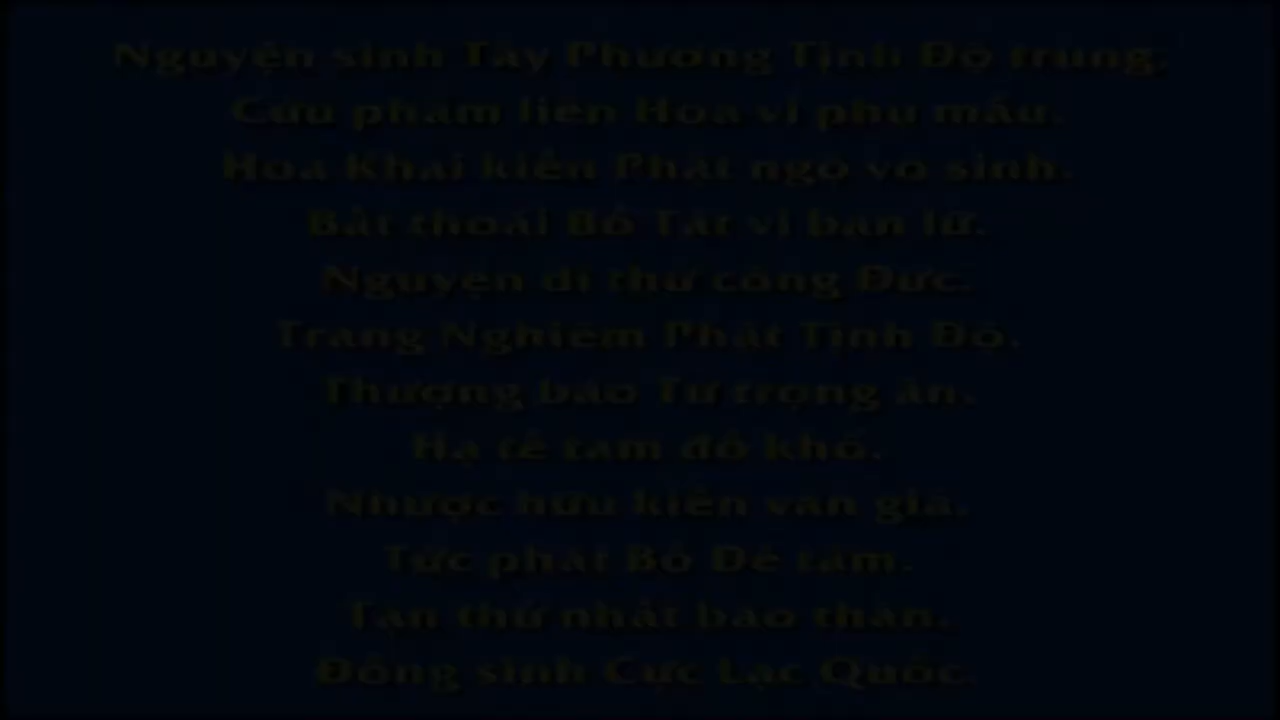 Nguyện sinh Tây Phương Tịnh Độ trung,
Cửu phẩm liên Hoa vi phụ mẫu.
Hoa Khai kiến Phật ngộ vô sinh.
Bất thoái Bồ Tát vi bạn lữ.
Nguyện dĩ thử công Đức.
Trang Nghiêm Phật Tịnh Độ.
Thượng báo Tứ trọng ân.
Hạ tế tam đồ khổ.
Nhược hữu kiến văn giả.
Tức phát Bồ Đề tâm.
Tận thử nhất báo thân.
Đồng sinh Cực Lạc Quốc.